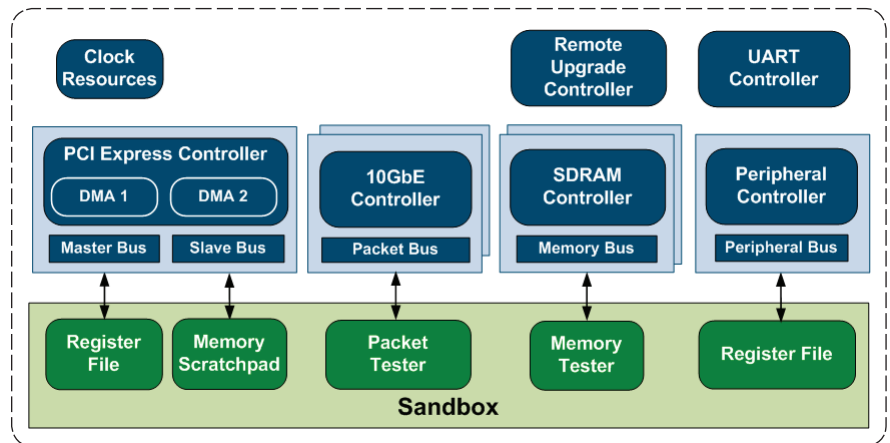 Clock
Resources
Remote
Upgrade
Controller
UART
Controller
PCI Express Controller
DMA 1
DMA 2
Master Bus
Slave Bus
10GbE
Controller
Packet Bus
SDRAM
Controller
Memory Bus
Peripheral
Controller
Peripheral Bus
Register
File
Memory
Scratchpad
Packet
Tester
Memory
Tester
Register File
Sandbox